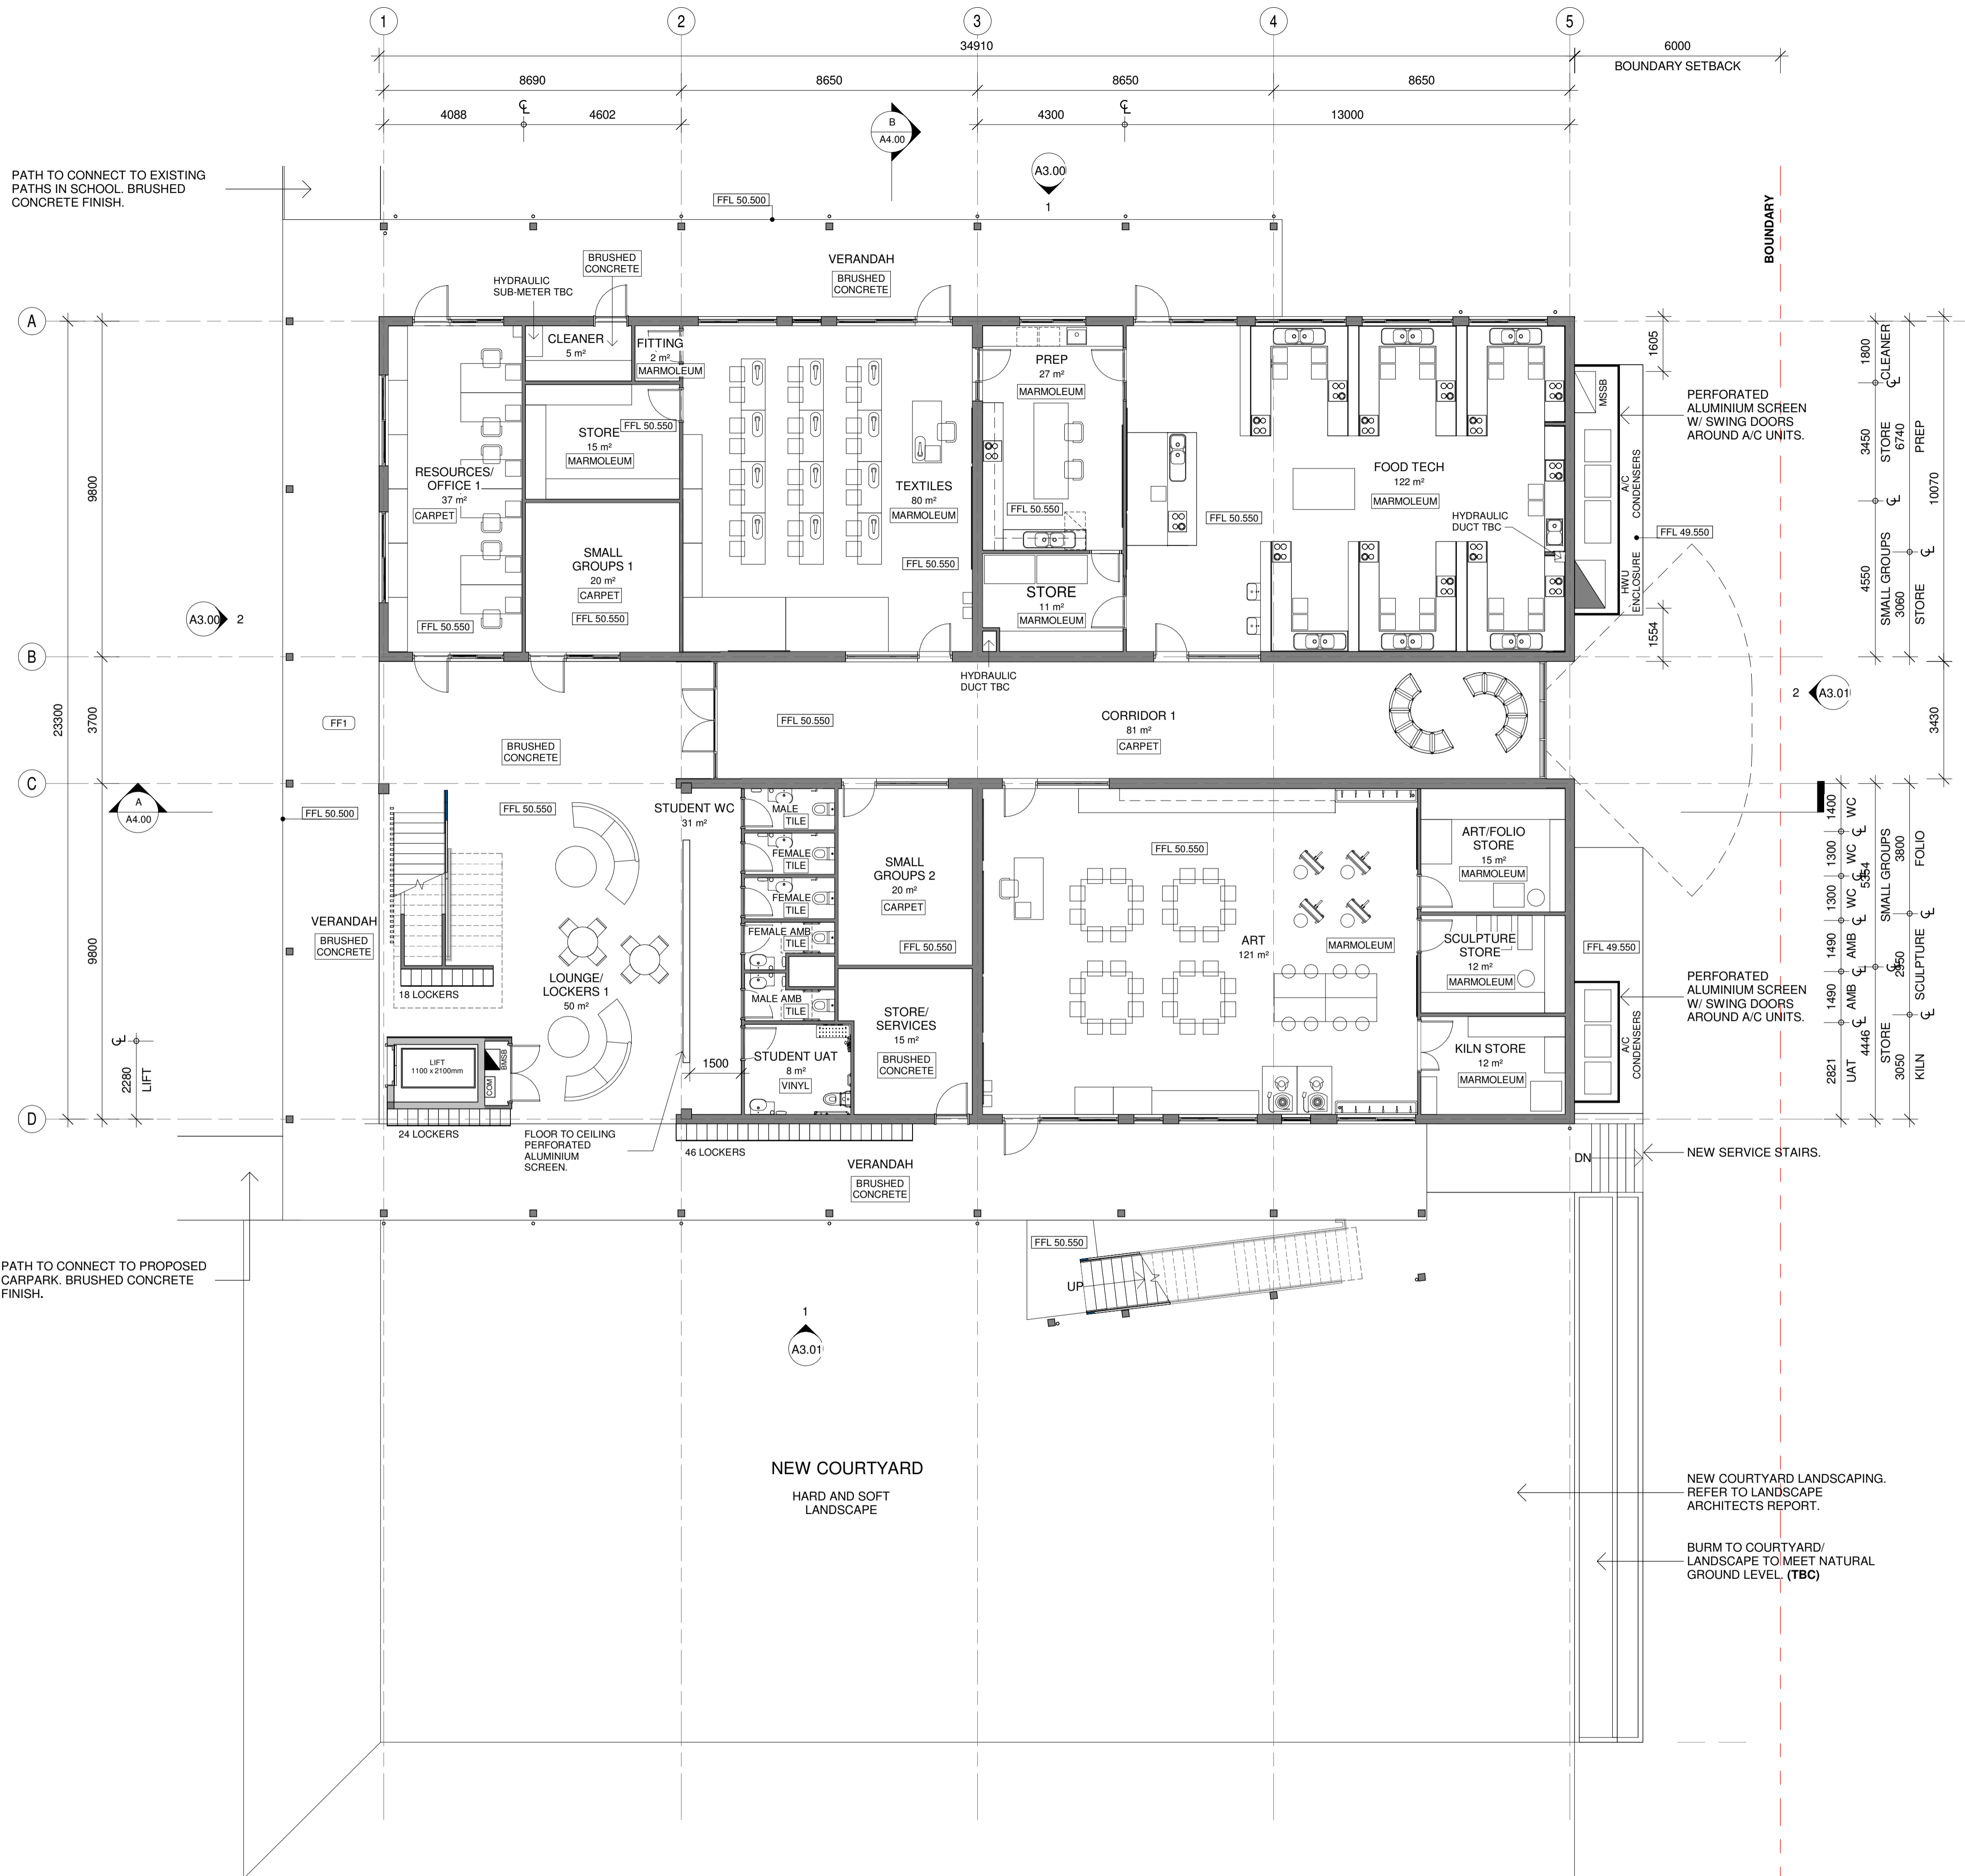 1
2
3
4
5
34910
6000
BOUNDARY SETBACK
8690
8650
8650
8650
4088
4602
4300
13000
B
A4.00
A3.00
1
PATH TO CONNECT TO EXISTING
PATHS IN SCHOOL. BRUSHED
CONCRETE FINISH.
FFL 50.500
BOUNDARY
BRUSHED
CONCRETE
HYDRAULIC
SUB-METER TBC
VERANDAH
BRUSHED
CONCRETE
A
CLEANER
5 m²
FITTING
2 m²
MARMOLEUM
PREP
27 m²
MARMOLEUM
FFL 50.550
STORE
15 m²
MARMOLEUM
FFL 50.550
RESOURCES/
OFFICE 1
37 m²
CARPET
FFL 50.550
TEXTILES
80 m²
MARMOLEUM
FFL 50.550
FOOD TECH
122 m²
MARMOLEUM
FFL 50.550
HYDRAULIC
DUCT TBC
SMALL
GROUPS 1
20 m²
CARPET
FFL 50.550
STORE
11 m²
MARMOLEUM
HYDRAULIC
DUCT TBC
MSSB
A/C
CONDENSERS
HWU
ENCLOSURE
1605
1554
PERFORATED
ALUMINIUM SCREEN
W/ SWING DOORS
AROUND A/C UNITS.
FFL 49.550
1800
CLEANER
3450
STORE
6740
PREP
4550
SMALL GROUPS
3060
STORE
10070
3430
9800
3700
23300
9800
A3.00
2
B
FF1
BRUSHED
CONCRETE
FFL 50.550
CORRIDOR 1
81 m²
CARPET
2
A3.01
C
A
A4.00
FFL 50.500
FFL 50.550
STUDENT WC
31 m²
MALE
TILE
FEMALE
TILE
FEMALE
TILE
FEMALE AMB
TILE
MALE AMB
TILE
STUDENT UAT
8 m²
VINYL
SMALL
GROUPS 2
20 m²
CARPET
FFL 50.550
STORE/
SERVICES
15 m²
BRUSHED
CONCRETE
FFL 50.550
ART
121 m²
MARMOLEUM
ART/FOLIO
STORE
15 m²
MARMOLEUM
SCULPTURE
STORE
12 m²
MARMOLEUM
KILN STORE
12 m²
MARMOLEUM
FFL 49.550
A/C
CONDENSERS
PERFORATED
ALUMINIUM SCREEN
W/ SWING DOORS
AROUND A/C UNITS.
1400
WC
1300
WC
1300
WC
1490
AMB
1490
AMB
2821
UAT
5354
SMALL GROUPS
4446
STORE
3800
FOLIO
2950
SCULPTURE
3050
KILN
VERANDAH
BRUSHED
CONCRETE
18 LOCKERS
LOUNGE/
LOCKERS 1
50 m²
LIFT
1100 x 2100mm
COM
BMSB
1500
2280
LIFT
D
24 LOCKERS
FLOOR TO CEILING
PERFORATED
ALUMINIUM
SCREEN.
46 LOCKERS
VERANDAH
BRUSHED
CONCRETE
DN
NEW SERVICE STAIRS.
FFL 50.550
UP
PATH TO CONNECT TO PROPOSED
CARPARK. BRUSHED CONCRETE
FINISH.
1
A3.01
NEW COURTYARD
HARD AND SOFT
LANDSCAPE
NEW COURTYARD LANDSCAPING.
REFER TO LANDSCAPE
ARCHITECTS REPORT.
BURM TO COURTYARD/
LANDSCAPE TO MEET NATURAL
GROUND LEVEL. (TBC)